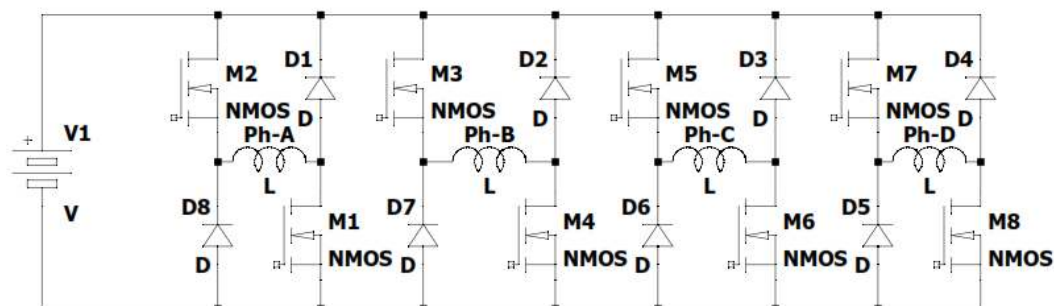 M2 D1 M3 D2 M5 D3 M7 D4
NMOS D NMOS D NMOS D NMOS D
V1 Ph-A Ph-B Ph-C Ph-D
+
L L L L
V D8 M1 D7 M4 D6 M6 D5 M8
D NMOS D NMOS D NMOS D NMOS